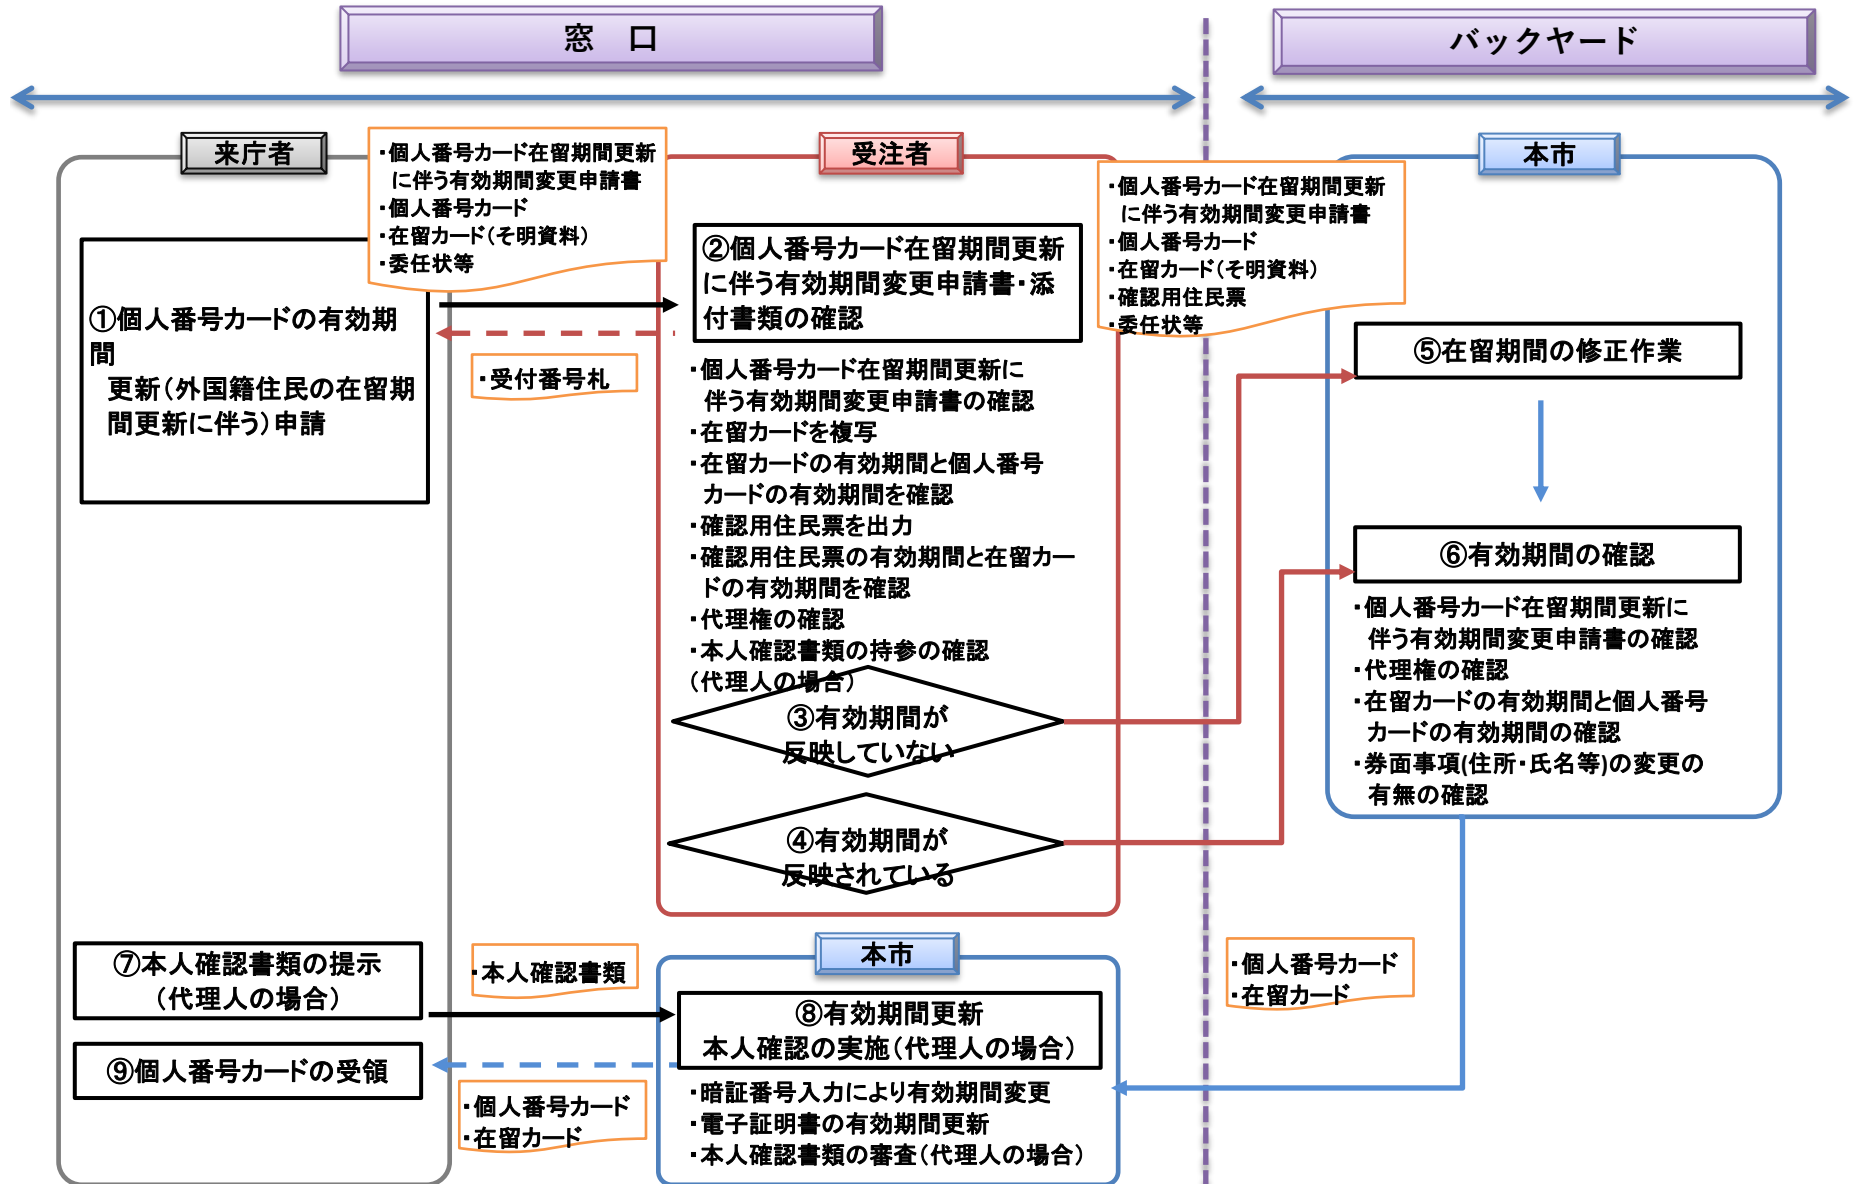 窓　口
バックヤード
来庁者
受注者
本市
・個人番号カード在留期間更新
に伴う有効期間変更申請書
・個人番号カード
・在留カード（そ明資料）
・委任状等
①個人番号カードの有効期
間
更新（外国籍住民の在留期
間更新に伴う）申請
・受付番号札
②個人番号カード在留期間更新
に伴う有効期間変更申請書・添
付書類の確認
・個人番号カード在留期間更新に
伴う有効期間変更申請書の確認
・在留カードを複写
・在留カードの有効期間と個人番号
カードの有効期間を確認
・確認用住民票を出力
・確認用住民票の有効期間と在留カー
ドの有効期間を確認
・代理権の確認
・本人確認書類の持参の確認
（代理人の場合）
③有効期間が
反映していない
④有効期間が
反映されている
・個人番号カード在留期間更新
に伴う有効期間変更申請書
・個人番号カード
・在留カード（そ明資料）
・確認用住民票
・委任状等
⑤在留期間の修正作業
⑥有効期間の確認
・個人番号カード在留期間更新に
伴う有効期間変更申請書の確認
・代理権の確認
・在留カードの有効期間と個人番号
カードの有効期間の確認
・券面事項(住所・氏名等)の変更の
有無の確認
⑦本人確認書類の提示
（代理人の場合）
・本人確認書類
本市
⑧有効期間更新
本人確認の実施（代理人の場合）
・暗証番号入力により有効期間変更
・電子証明書の有効期間更新
・本人確認書類の審査（代理人の場合）
・個人番号カード
・在留カード
⑨個人番号カードの受領
・個人番号カード
・在留カード